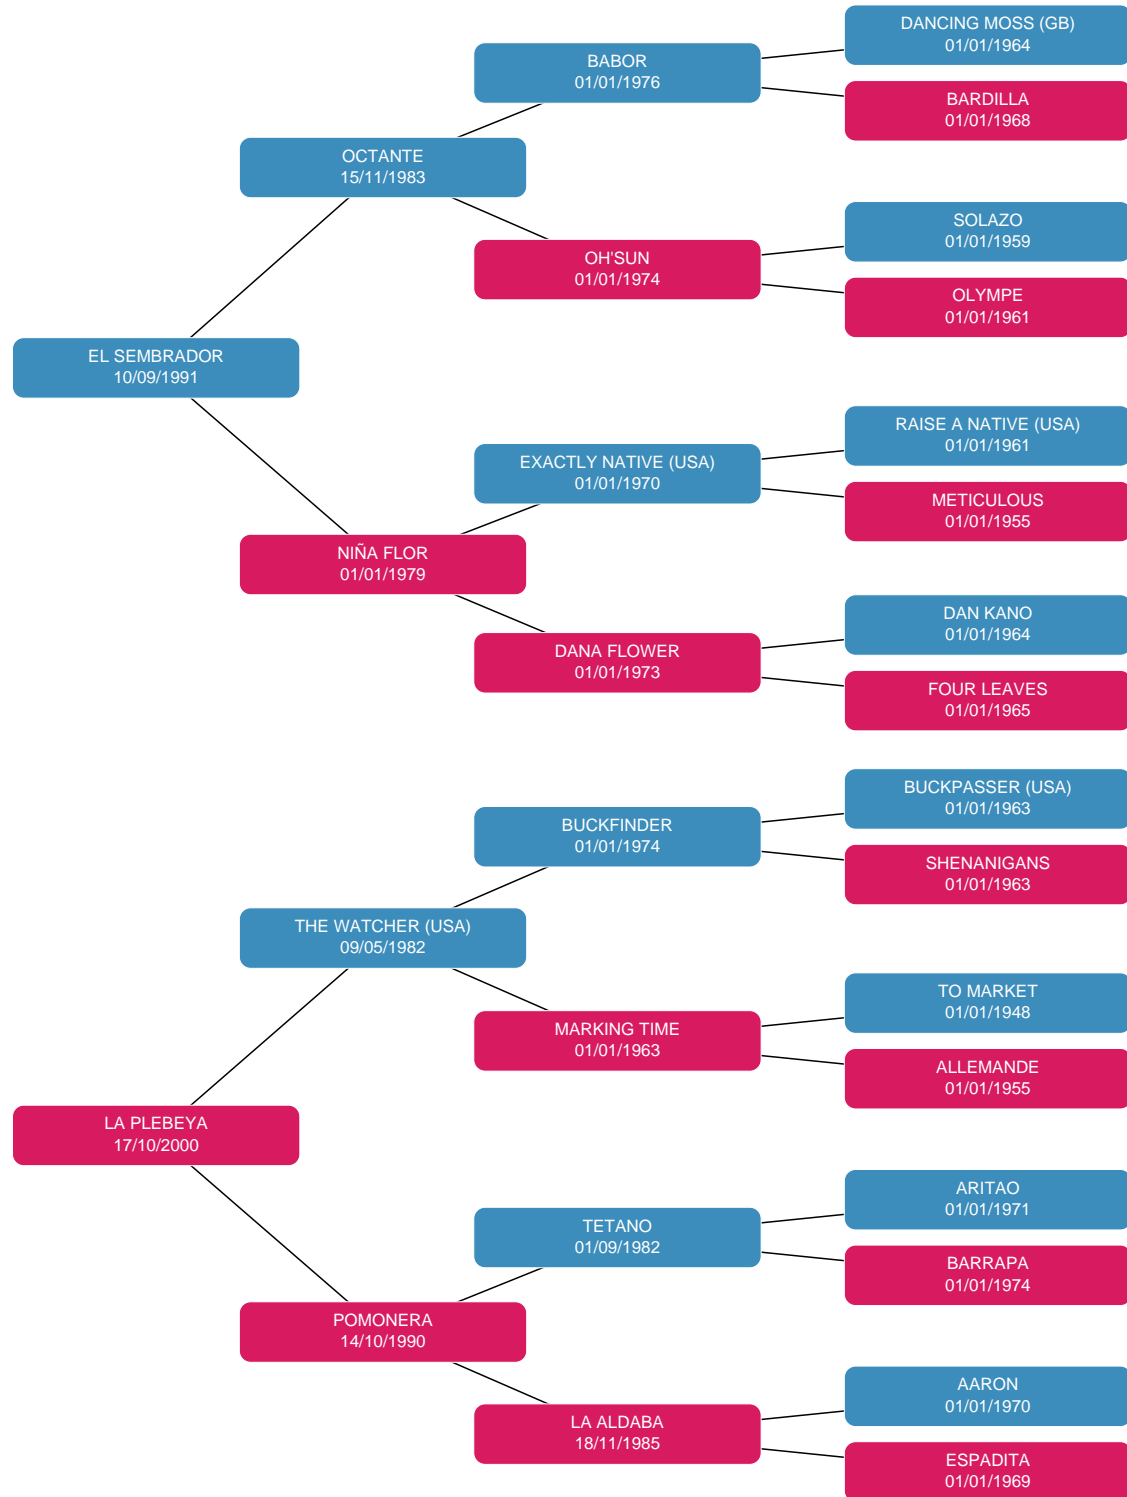 DANCING MOSS (GB)
01/01/1964
BABOR
01/01/1976
BARDILLA
01/01/1968
OCTANTE
15/11/1983
SOLAZO
01/01/1959
OH'SUN
01/01/1974
OLYMPE
01/01/1961
EL SEMBRADOR
10/09/1991
RAISE A NATIVE (USA)
01/01/1961
EXACTLY NATIVE (USA)
01/01/1970
METICULOUS
01/01/1955
NIÑA FLOR
01/01/1979
DAN KANO
01/01/1964
DANA FLOWER
01/01/1973
FOUR LEAVES
01/01/1965
BUCKPASSER (USA)
01/01/1963
BUCKFINDER
01/01/1974
SHENANIGANS
01/01/1963
THE WATCHER (USA)
09/05/1982
TO MARKET
01/01/1948
MARKING TIME
01/01/1963
ALLEMANDE
01/01/1955
LA PLEBEYA
17/10/2000
ARITAO
01/01/1971
TETANO
01/09/1982
BARRAPA
01/01/1974
POMONERA
14/10/1990
AARON
01/01/1970
LA ALDABA
18/11/1985
ESPADITA
01/01/1969